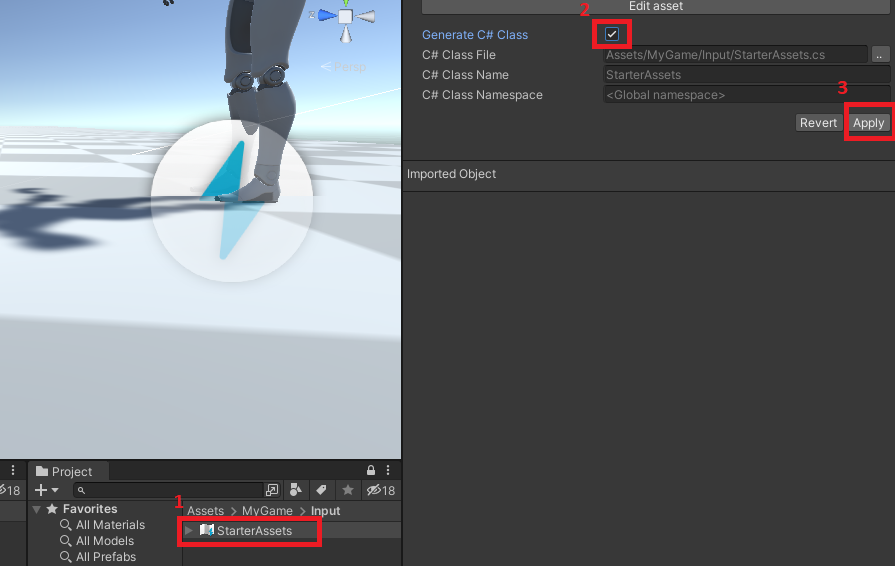 Edit asset
2
Generate C# Class
C# Class File
Assets/MyGame/Input/StarterAssets.cs
..
C# Class Name
StarterAssets
C# Class Namespace
<Global namespace>
3
Revert
Apply
Imported Object
Persp
18
Project
18
1
Favorites
All Materials
All Models
All Prefabs
Assets > MyGame > Input
StarterAssets